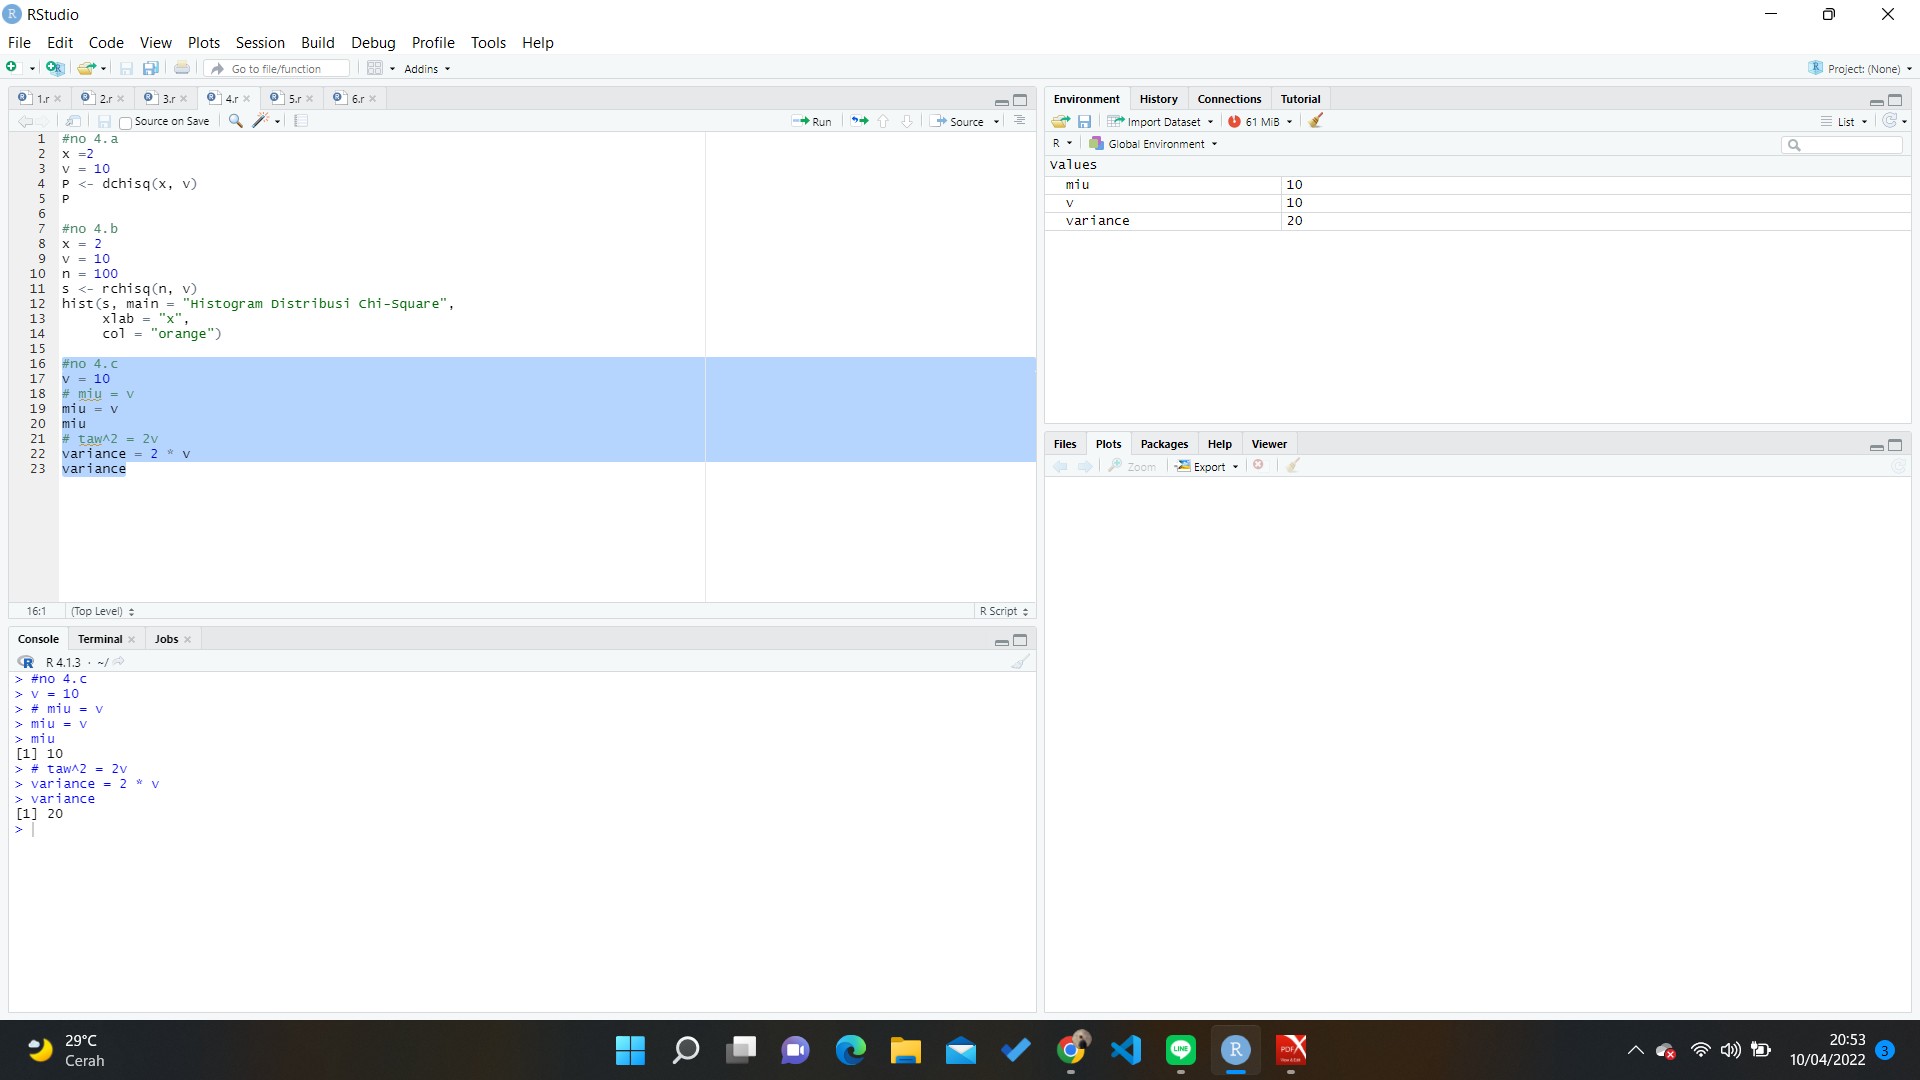 RStudio
File Edit Code View Plots Session Build Debug Profile Tools Help
Go to file/function Addins Project: (None)
1.r 2.r 3.r 4.r 5.r 6.r
Source on Save Run Source
1 #no 4.a
2 x =2
3 v = 10
4 P <- dchisq(x, v)
5 P
6
7 #no 4.b
8 x = 2
9 v = 10
10 n = 100
11 s <- rchisq(n, v)
12 hist(s, main = "Histogram Distribusi Chi-Square",
13 xlab = "x",
14 col = "orange")
15
16 #no 4.c
17 v = 10
18 # miu = v
19 miu = v
20 miu
21 # taw^2 = 2v
22 variance = 2 * v
23 variance
16:1 (Top Level) R Script
Console Terminal Jobs
R 4.1.3 · ~/
> #no 4.c
> v = 10
> # miu = v
> miu = v
> miu
[1] 10
> # taw^2 = 2v
> variance = 2 * v
> variance
[1] 20
>
Environment History Connections Tutorial
Import Dataset 61 MiB List
R Global Environment
Values
miu 10
v 10
variance 20
Files Plots Packages Help Viewer
Zoom Export
29°C
Cerah
LINE
R
PDF
20:53
10/04/2022
3